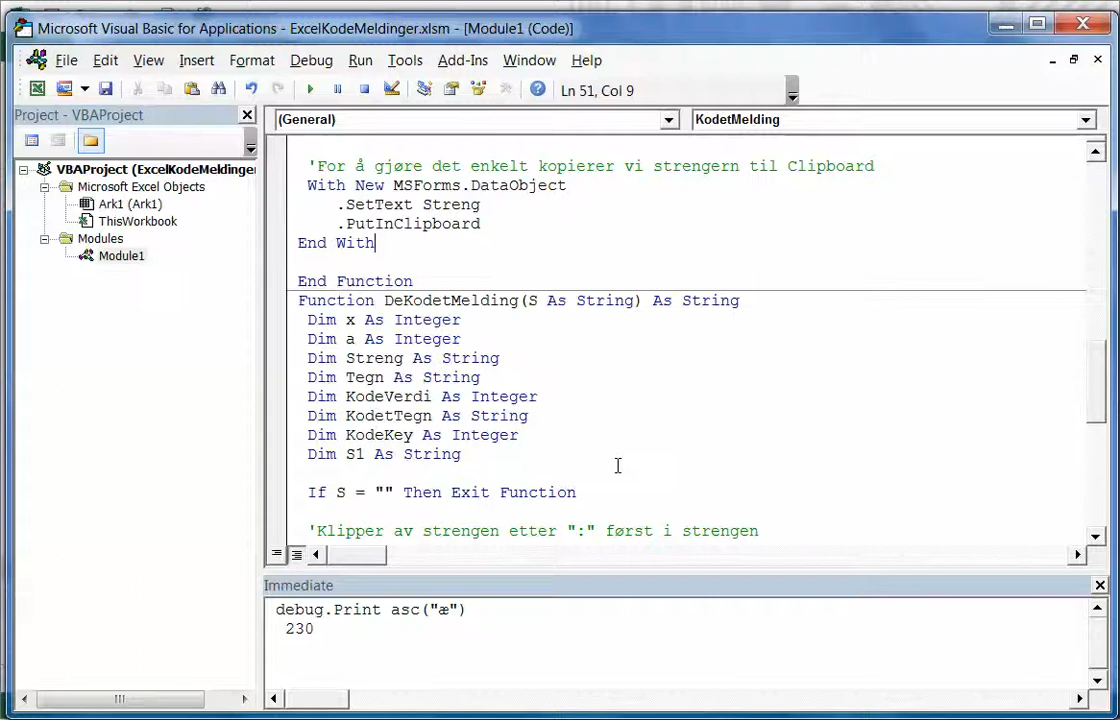 Microsoft Visual Basic for Applications - ExcelKodeMeldinger.xlsm - [Module1 (Code)]
File Edit View Insert Format Debug Run Tools Add-Ins Window Help
Ln 51, Col 9
Project - VBAProject
(General) KodetMelding
VBAProject (ExcelKodeMeldinge
Microsoft Excel Objects
Ark1 (Ark1)
ThisWorkbook
Modules
Module1
'For å gjøre det enkelt kopierer vi strengern til Clipboard
With New MSForms.DataObject
.SetText Streng
.PutInClipboard
End With
End Function
Function DeKodetMelding(S As String) As String
Dim x As Integer
Dim a As Integer
Dim Streng As String
Dim Tegn As String
Dim KodeVerdi As Integer
Dim KodetTegn As String
Dim KodeKey As Integer
Dim S1 As String
If S = "" Then Exit Function
'Klipper av strengen etter ":" først i strengen
Immediate
debug.Print asc("æ")
230